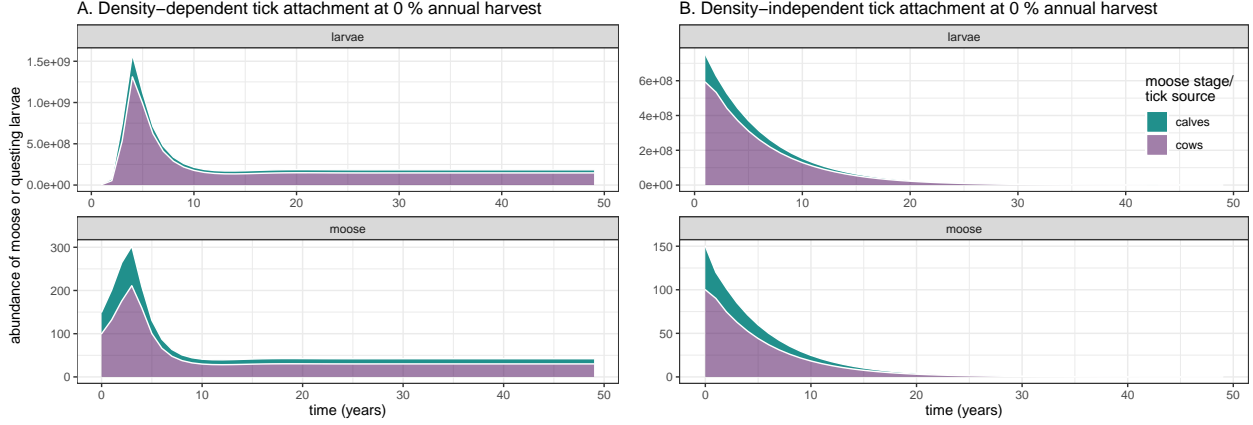 A. Density−dependent tick attachment at 0 % annual harvest
larvae
1.5e+09
1.0e+09
5.0e+08
0.0e+00
0 10 20 30 40 50
moose
300
200
100
0
0 10 20 30 40 50
time (years)
abundance of moose or questing larvae
B. Density−independent tick attachment at 0 % annual harvest
larvae
6e+08
4e+08
2e+08
0e+00
0 10 20 30 40 50
moose stage/
tick source
calves
cows
moose
150
100
50
0
0 10 20 30 40 50
time (years)